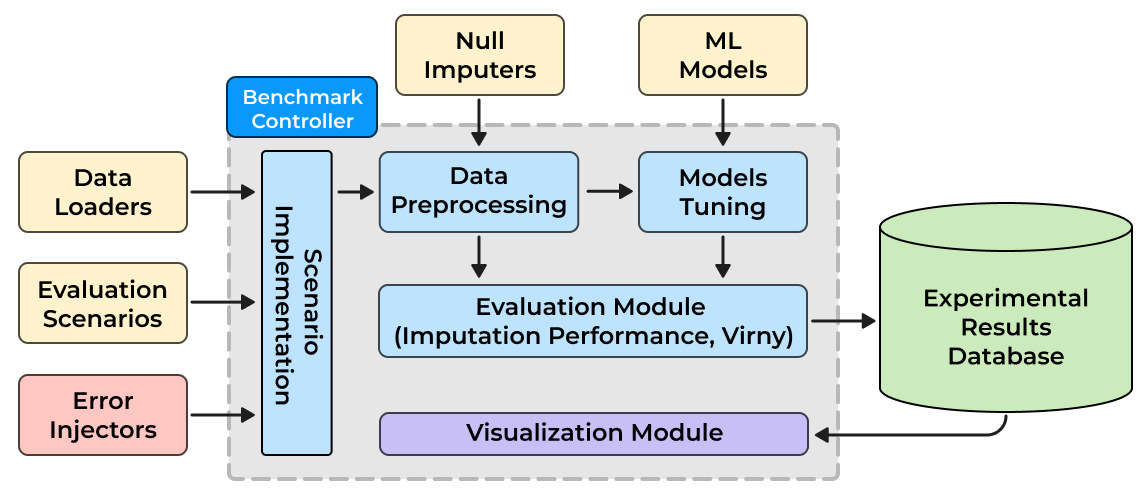 Null
Imputers
ML
Models
Benchmark
Controller
Data
Loaders
Evaluation
Scenarios
Error
Injectors
Scenario
Implementation
Data
Preprocessing
Models
Tuning
Evaluation Module
(Imputation Performance, Virny)
Visualization Module
Experimental
Results
Database